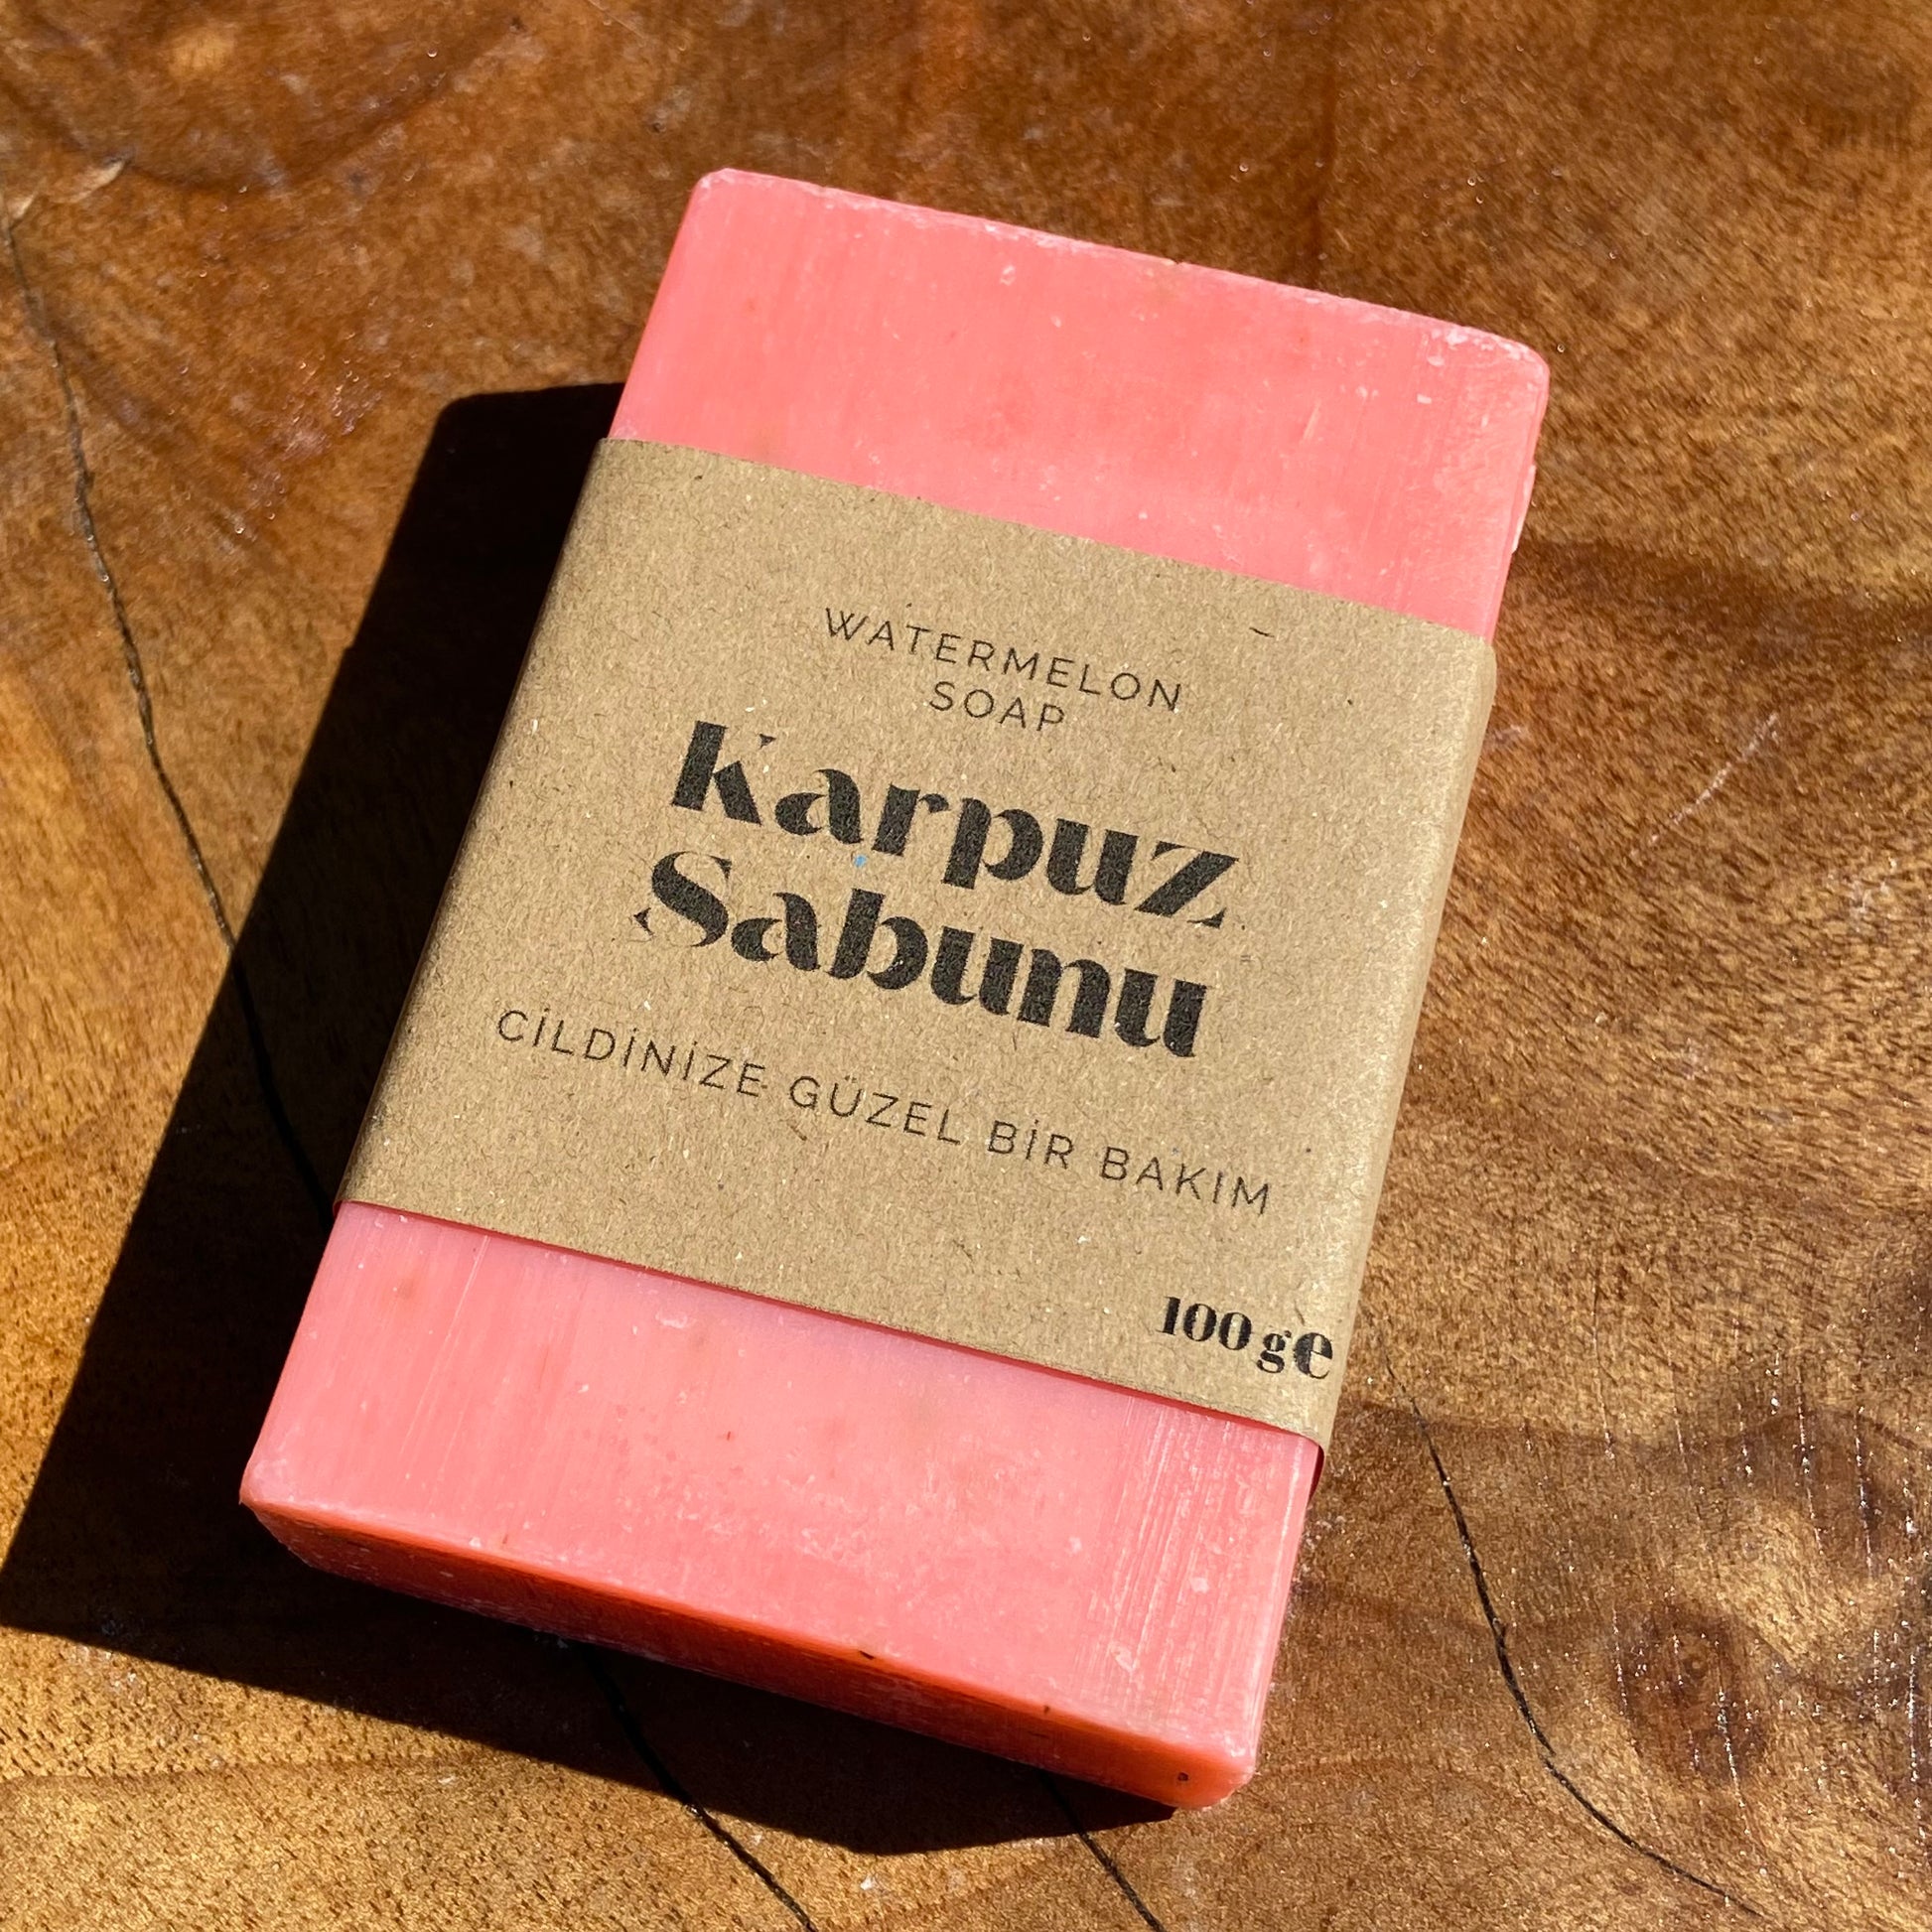 WATERMELON
SOAP
Karpuz
Sabunu
CİLDİNİZE GÜZEL BİR BAKIM
100 g e